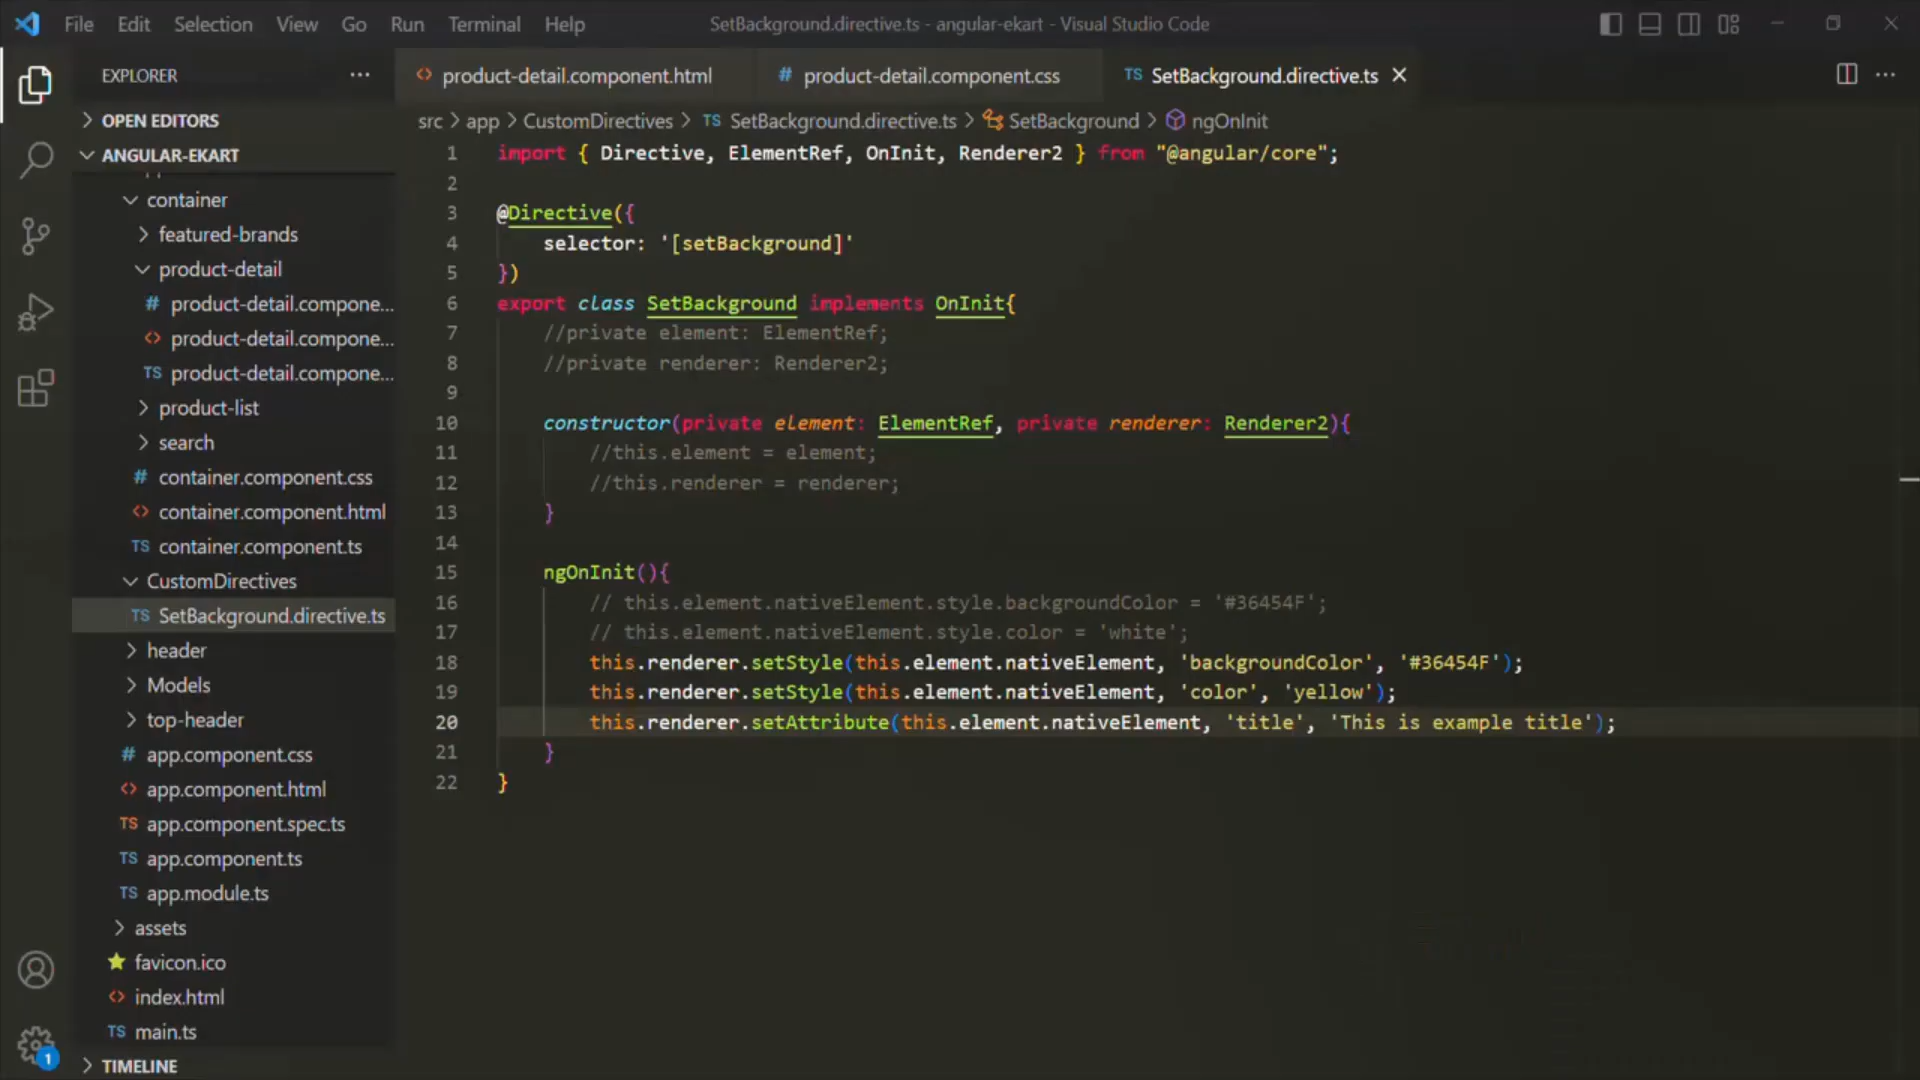 File Edit Selection View Go Run Terminal Help
SetBackground.directive.ts - angular-ekart - Visual Studio Code
EXPLORER
OPEN EDITORS
ANGULAR-EKART
container
featured-brands
product-detail
# product-detail.compone...
<> product-detail.compone...
TS product-detail.compone...
product-list
search
# container.component.css
<> container.component.html
TS container.component.ts
CustomDirectives
TS SetBackground.directive.ts
header
Models
top-header
# app.component.css
<> app.component.html
TS app.component.spec.ts
TS app.component.ts
TS app.module.ts
assets
favicon.ico
<> index.html
TS main.ts
TIMELINE
1
<> product-detail.component.html
# product-detail.component.css
TS SetBackground.directive.ts
src > app > CustomDirectives > TS SetBackground.directive.ts > SetBackground > ngOnInit
1 import { Directive, ElementRef, OnInit, Renderer2 } from "@angular/core";
2
3 @Directive({
4     selector: '[setBackground]'
5 })
6 export class SetBackground implements OnInit{
7     //private element: ElementRef;
8     //private renderer: Renderer2;
9
10     constructor(private element: ElementRef, private renderer: Renderer2){
11         //this.element = element;
12         //this.renderer = renderer;
13     }
14
15     ngOnInit(){
16         // this.element.nativeElement.style.backgroundColor = '#36454F';
17         // this.element.nativeElement.style.color = 'white';
18         this.renderer.setStyle(this.element.nativeElement, 'backgroundColor', '#36454F');
19         this.renderer.setStyle(this.element.nativeElement, 'color', 'yellow');
20         this.renderer.setAttribute(this.element.nativeElement, 'title', 'This is example title');
21     }
22 }